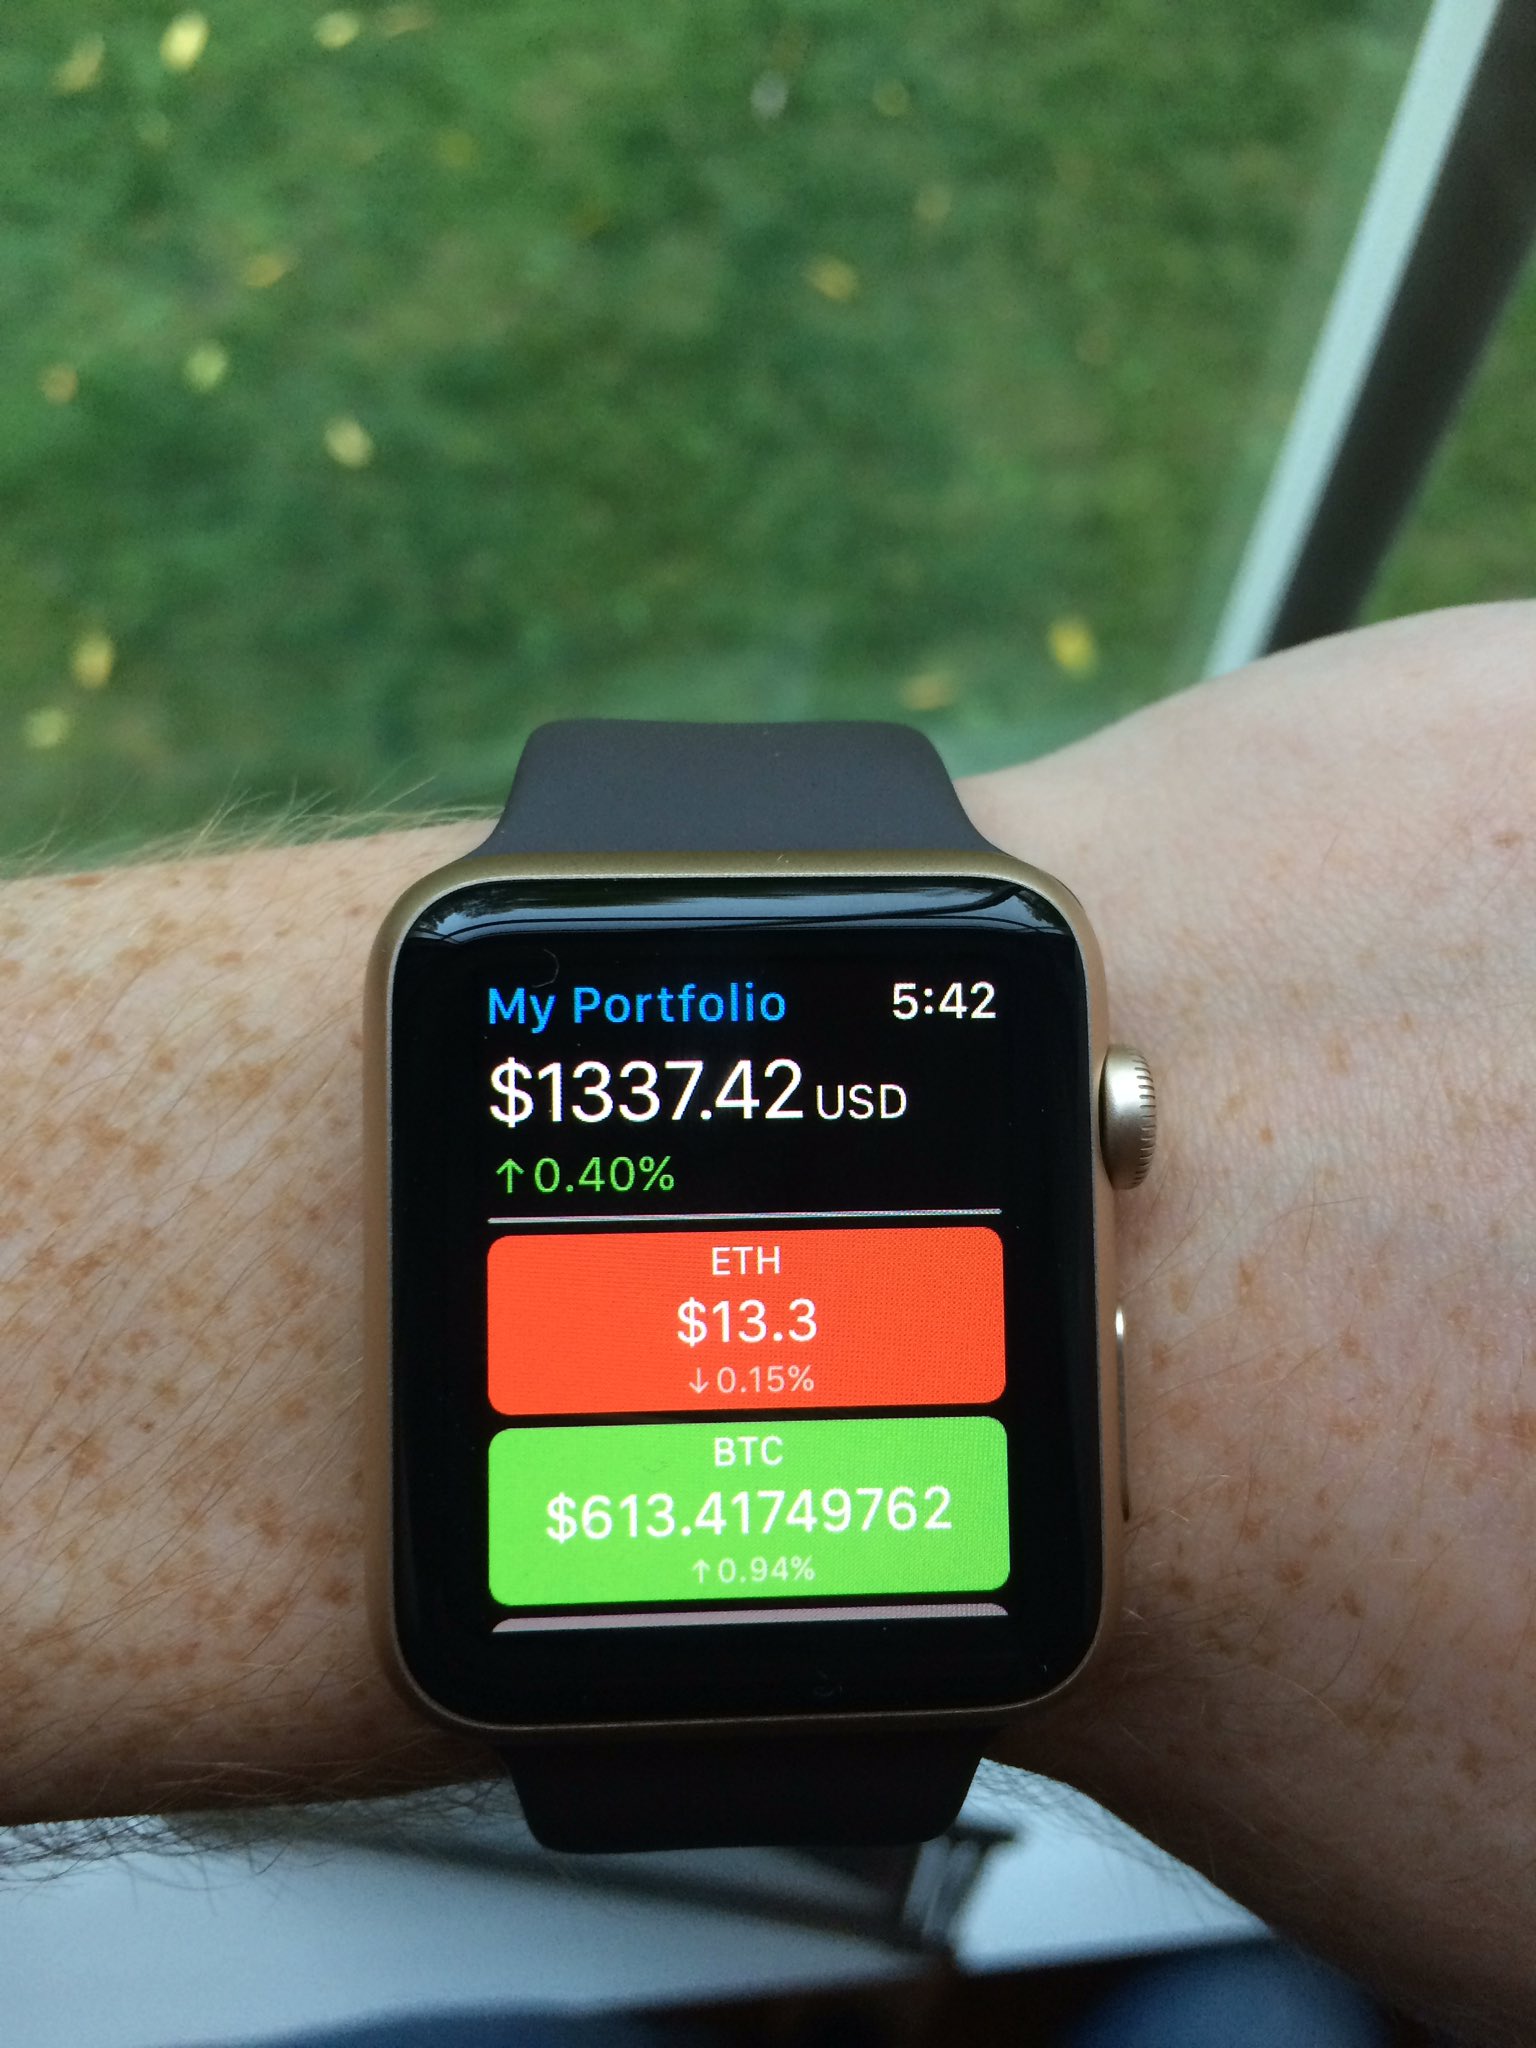 My Portfolio 5:42
$1337.42 USD
↑0.40%
ETH
$13.3
↓0.15%
BTC
$613.41749762
↑0.94%